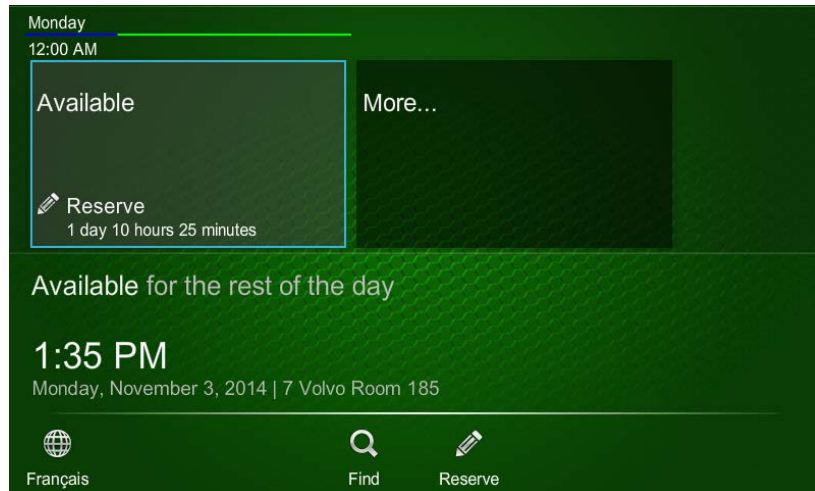 Monday
12:00 AM
Available
More...
Reserve
1 day 10 hours 25 minutes
Available for the rest of the day
1:35 PM
Monday, November 3, 2014 | 7 Volvo Room 185
Français
Find
Reserve